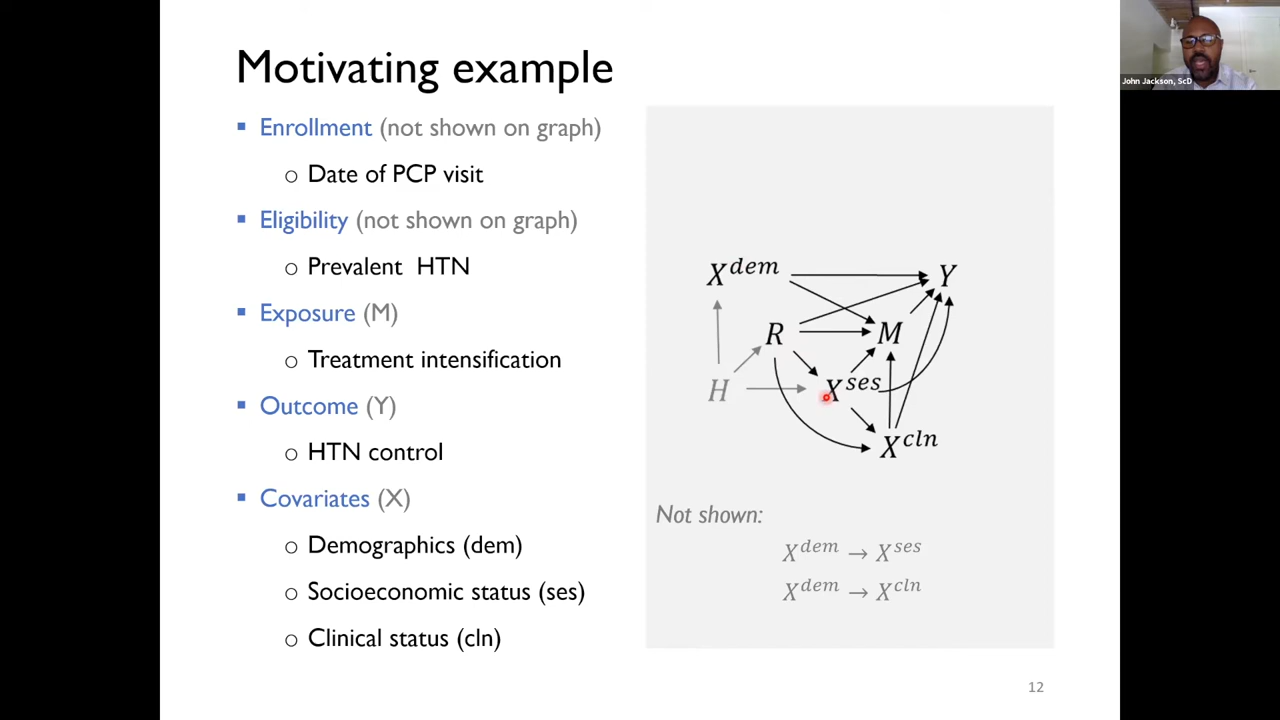 Motivating example
John Jackson, ScD
▪ Enrollment (not shown on graph)
o Date of PCP visit
▪ Eligibility (not shown on graph)
o Prevalent HTN
▪ Exposure (M)
o Treatment intensification
▪ Outcome (Y)
o HTN control
▪ Covariates (X)
o Demographics (dem)
o Socioeconomic status (ses)
o Clinical status (cln)
X^dem Y
R M
H X^ses
X^cln
Not shown:
X^dem → X^ses
X^dem → X^cln
12